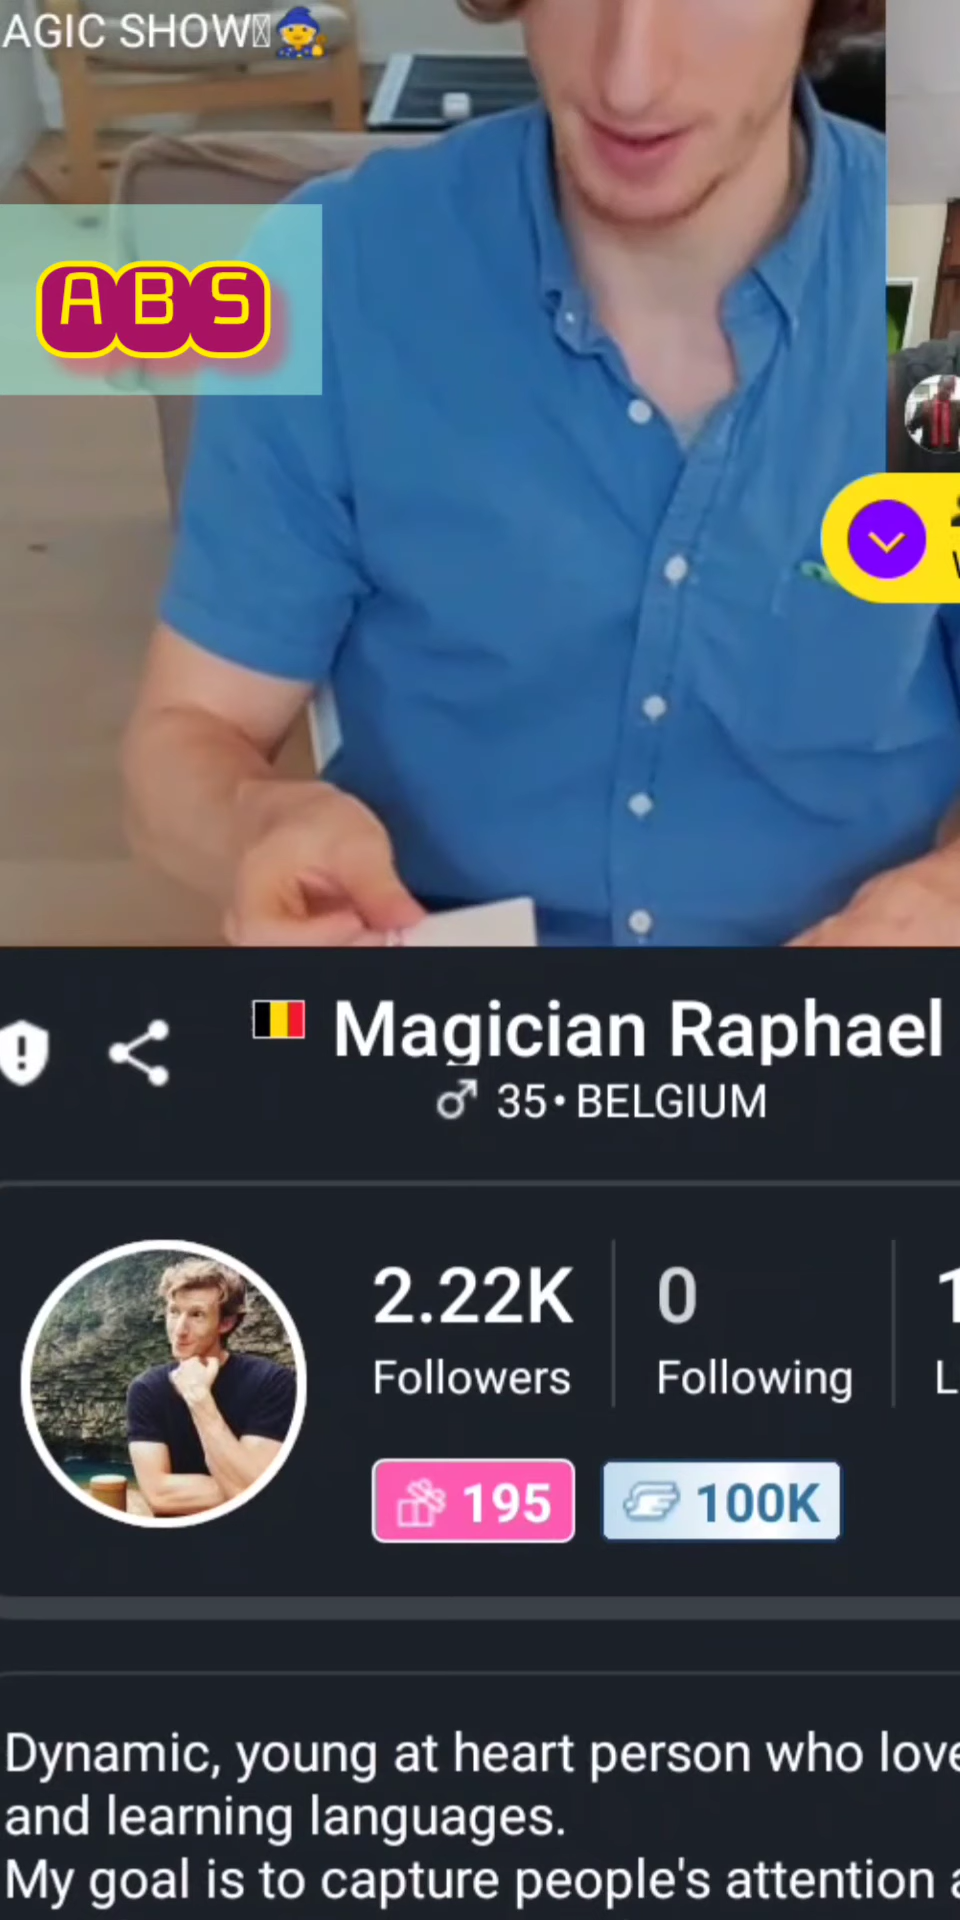 AGIC SHOW
ABS
Magician Raphael
35• BELGIUM
2.22K
0
Followers
Following
195
100K
Dynamic, young at heart person who love
and learning languages.
My goal is to capture people's attention a